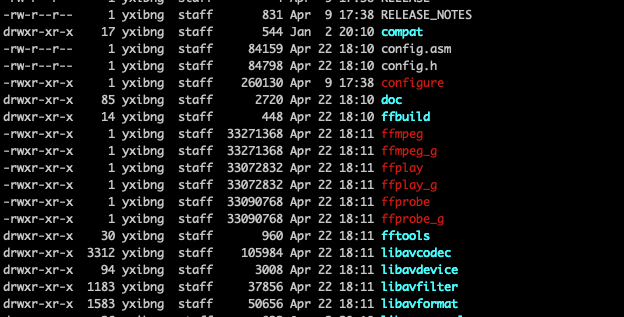 -rw-r--r-- 1 yxibng staff 831 Apr 9 17:38 RELEASE_NOTES
drwxr-xr-x 17 yxibng staff 544 Jan 2 20:10 compat
-rw-r--r-- 1 yxibng staff 84159 Apr 22 18:10 config.asm
-rw-r--r-- 1 yxibng staff 84798 Apr 22 18:10 config.h
-rwxr-xr-x 1 yxibng staff 260130 Apr 9 17:38 configure
drwxr-xr-x 85 yxibng staff 2720 Apr 22 18:10 doc
drwxr-xr-x 14 yxibng staff 448 Apr 22 18:10 ffbuild
-rwxr-xr-x 1 yxibng staff 33271368 Apr 22 18:11 ffmpeg
-rwxr-xr-x 1 yxibng staff 33271368 Apr 22 18:11 ffmpeg_g
-rwxr-xr-x 1 yxibng staff 33072832 Apr 22 18:11 ffplay
-rwxr-xr-x 1 yxibng staff 33072832 Apr 22 18:11 ffplay_g
-rwxr-xr-x 1 yxibng staff 33090768 Apr 22 18:11 ffprobe
-rwxr-xr-x 1 yxibng staff 33090768 Apr 22 18:11 ffprobe_g
drwxr-xr-x 30 yxibng staff 960 Apr 22 18:11 fftools
drwxr-xr-x 3312 yxibng staff 105984 Apr 22 18:11 libavcodec
drwxr-xr-x 94 yxibng staff 3008 Apr 22 18:11 libavdevice
drwxr-xr-x 1183 yxibng staff 37856 Apr 22 18:11 libavfilter
drwxr-xr-x 1583 yxibng staff 50656 Apr 22 18:11 libavformat